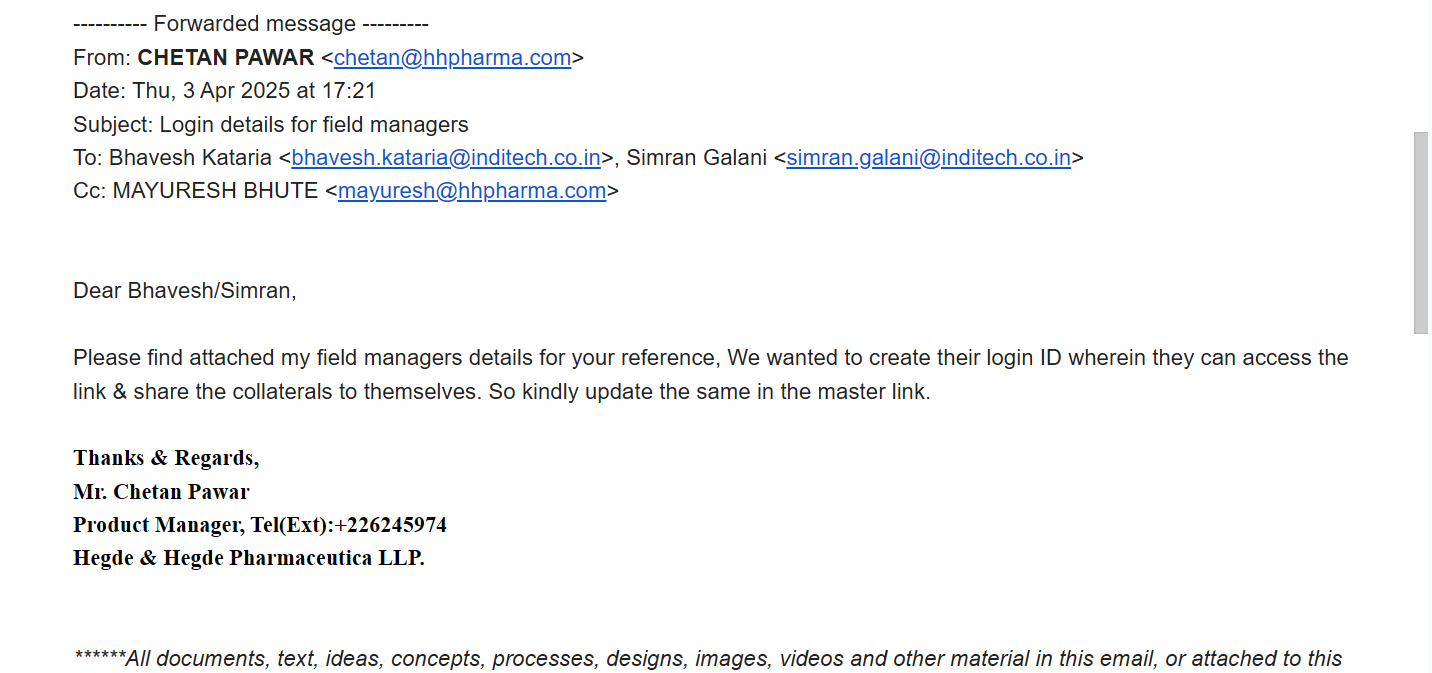 ---------- Forwarded message ---------
From: CHETAN PAWAR <chetan@hhpharma.com>
Date: Thu, 3 Apr 2025 at 17:21
Subject: Login details for field managers
To: Bhavesh Kataria <bhavesh.kataria@inditech.co.in>, Simran Galani <simran.galani@inditech.co.in>
Cc: MAYURESH BHUTE <mayuresh@hhpharma.com>
Dear Bhavesh/Simran,
Please find attached my field managers details for your reference, We wanted to create their login ID wherein they can access the
link & share the collaterals to themselves. So kindly update the same in the master link.
Thanks & Regards,
Mr. Chetan Pawar
Product Manager, Tel(Ext):+226245974
Hegde & Hegde Pharmaceutica LLP.
******All documents, text, ideas, concepts, processes, designs, images, videos and other material in this email, or attached to this